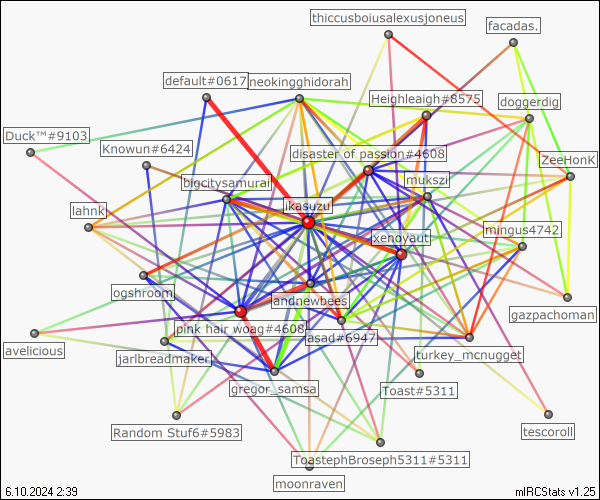 thiccusboiusalexusjoneus
facadas.
default#0617
neokingghidorah
Heighleaigh#8575
doggerdig
Duck™#9103
Knowun#6424
disaster of passion#4608
ZeeHonK
bigcitysamurai
mukszi
ikasuzu
lahnk
xenoyaut
mingus4742
ogshroom
landnewbees
gazpachoman
pink hair woag#4608
asad#6947
avelicious
jarlbreadmaker
turkey_mcnugget
gregor_samsa
Toast#5311
Random Stuf6#5983
tescoroll
ToastephBroseph5311#5311
moonraven
6.10.2024 2:39
mIRCStats v1.25